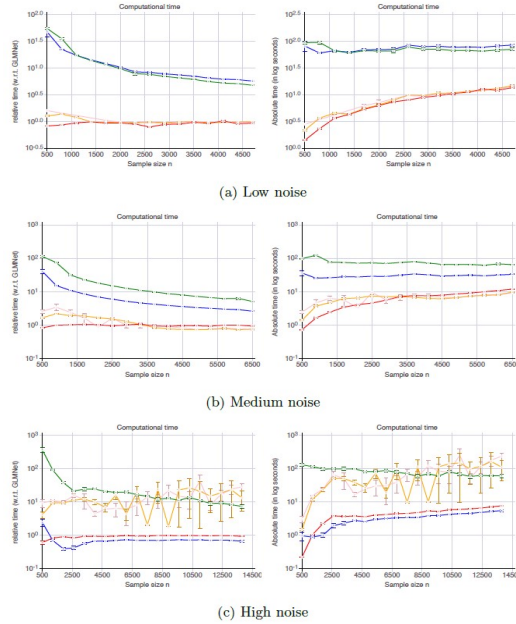 Computational time
relative time (w.r.t. GLMNet)
10^1.5
10^1.0
10^0.5
10^0.0
10^-0.5
500 1000 1500 2000 2500 3000 3500 4000 4500
Sample size n
Computational time
Absolute time (in log seconds)
10^2.5
10^2.0
10^1.5
10^1.0
10^0.5
10^0.0
500 1000 1500 2000 2500 3000 3500 4000 4500
Sample size n
(a) Low noise
Computational time
relative time (w.r.t. GLMNet)
10^3
10^2
10^1
10^0
10^-1
500 1500 2500 3500 4500 5500 6500
Sample size n
Computational time
Absolute time (in log seconds)
10^3
10^2
10^1
10^0
10^-1
500 1500 2500 3500 4500 5500 650
Sample size n
(b) Medium noise
Computational time
relative time (w.r.t. GLMNet)
10^3
10^2
10^1
10^0
10^-1
500 2500 4500 6500 8500 10500 12500 14500
Sample size n
Computational time
Absolute time (in log seconds)
10^3
10^2
10^1
10^0
10^-1
500 2500 4500 6500 8500 10500 12500 14500
Sample size n
(c) High noise